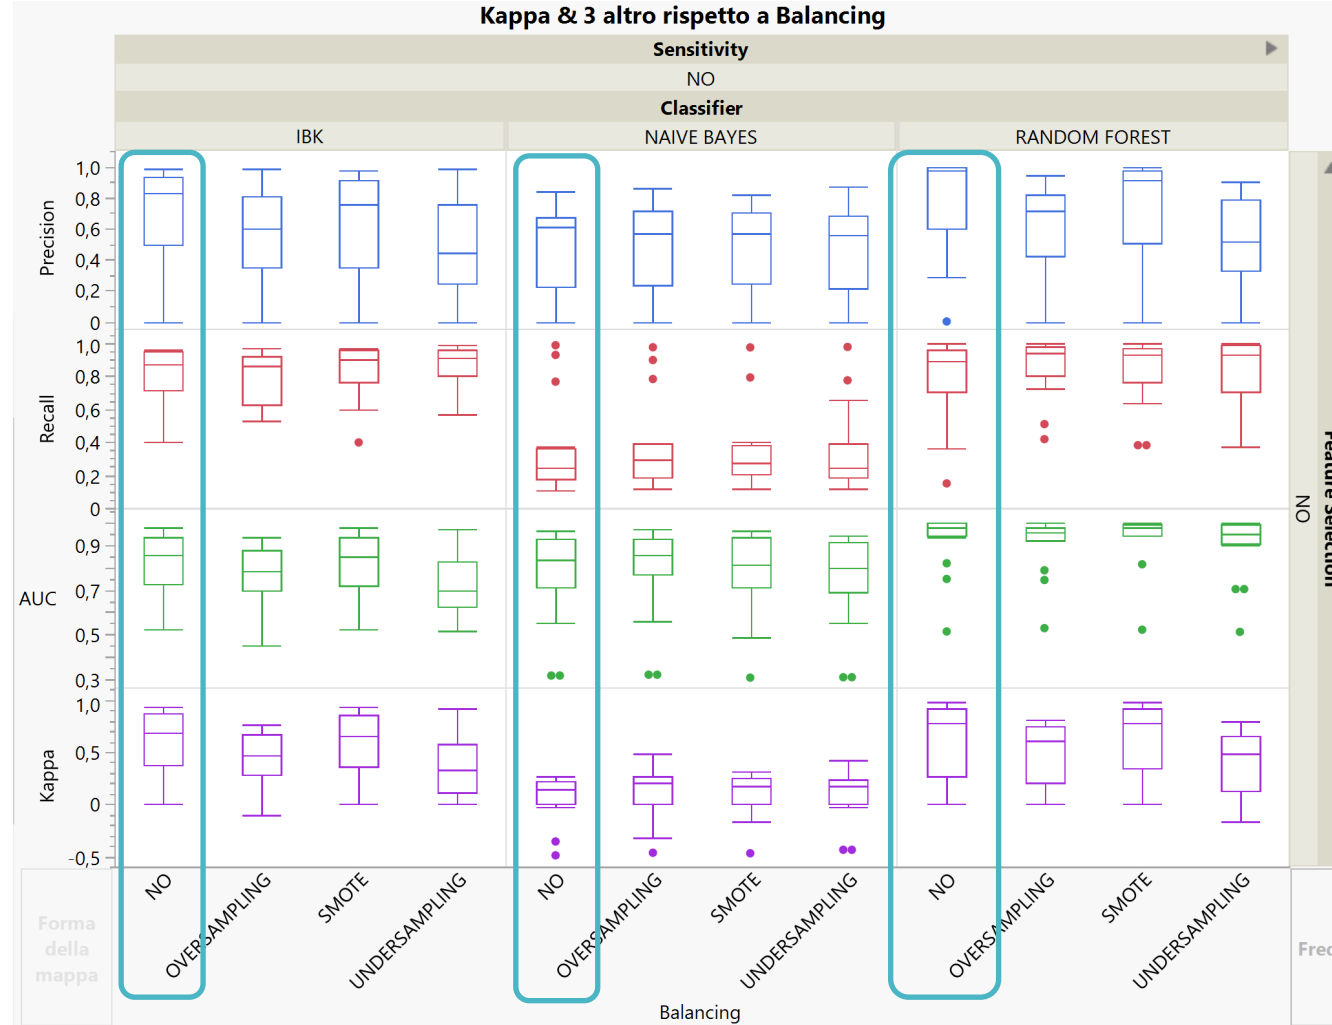 Kappa & 3 altro rispetto a Balancing
Sensitivity
NO
Classifier
IBK NAIVE BAYES RANDOM FOREST
Precision
1,0
0,8
0,6
0,4
0,2
0
Recall
1,0
0,8
0,6
0,4
0,2
0
AUC
0,9
0,7
0,5
0,3
Kappa
1,0
0,5
0
-0,5
NO
Feature Selection
NO OVERSAMPLING SMOTE UNDERSAMPLING NO OVERSAMPLING SMOTE UNDERSAMPLING NO OVERSAMPLING SMOTE UNDERSAMPLING
Balancing
Forma
della
mappa
Freq